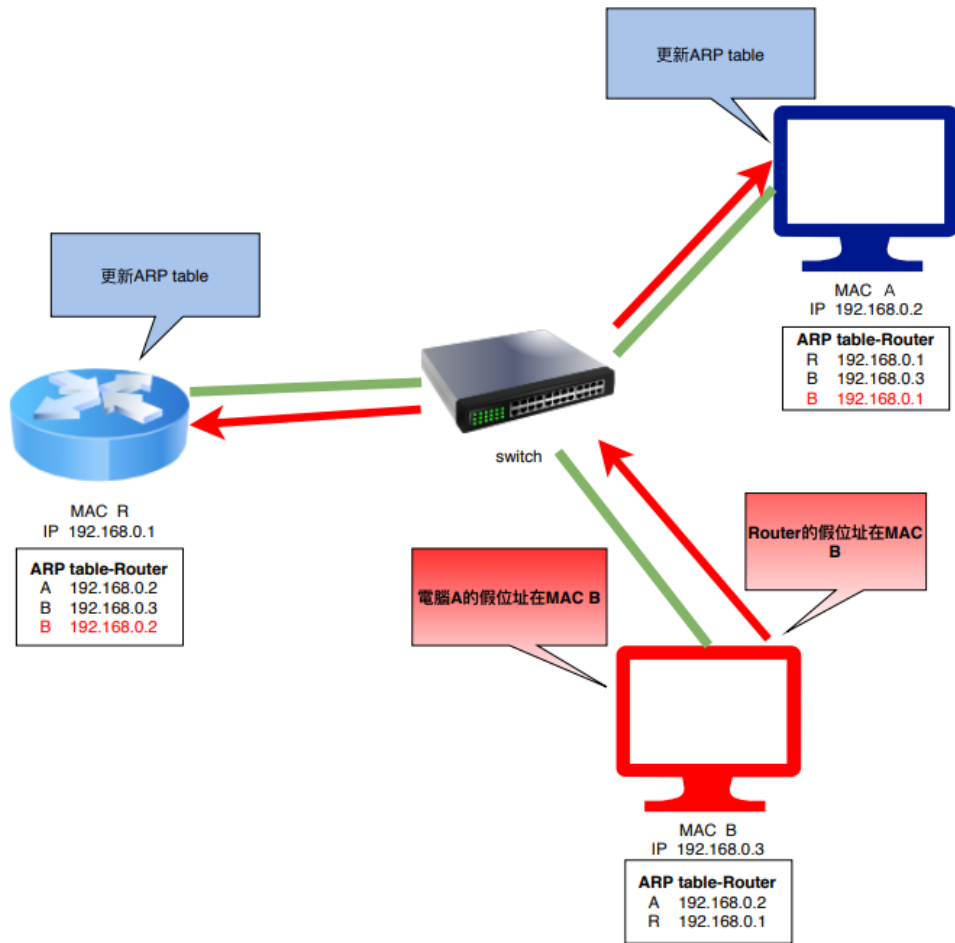 更新ARP table
MAC A
IP 192.168.0.2
ARP table-Router
R 192.168.0.1
B 192.168.0.3
B 192.168.0.1
更新ARP table
MAC R
IP 192.168.0.1
ARP table-Router
A 192.168.0.2
B 192.168.0.3
B 192.168.0.2
switch
電腦A的假位址在MAC B
Router的假位址在MAC
B
MAC B
IP 192.168.0.3
ARP table-Router
A 192.168.0.2
R 192.168.0.1